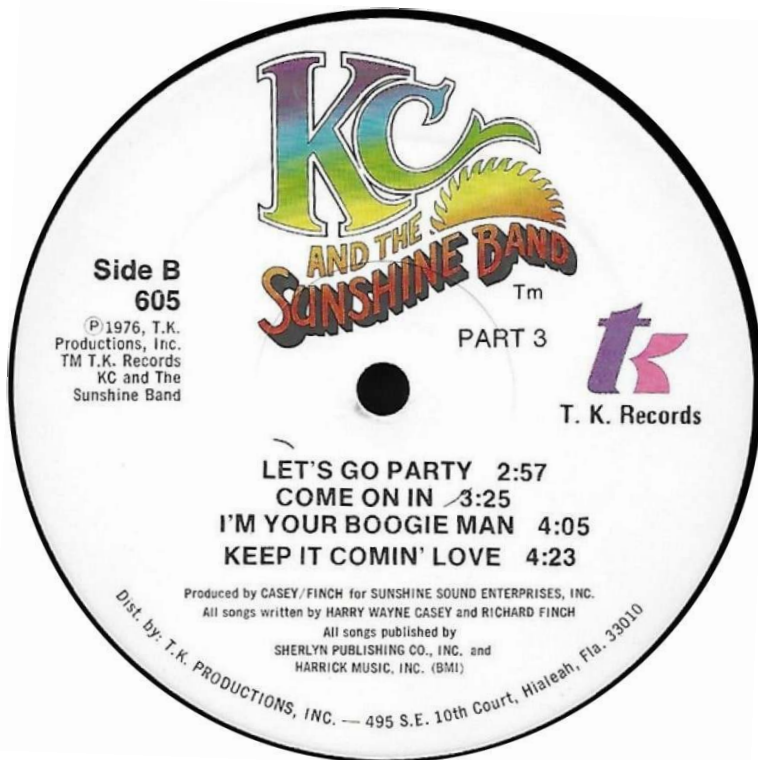 KC
AND THE
SUNSHINE BAND
Tm
PART 3
Side B
605
Ⓟ1976, T.K.
Productions, Inc.
TM T.K. Records
KC and The
Sunshine Band
tk
T. K. Records
LET'S GO PARTY 2:57
COME ON IN 3:25
I'M YOUR BOOGIE MAN 4:05
KEEP IT COMIN' LOVE 4:23
Produced by CASEY/FINCH for SUNSHINE SOUND ENTERPRISES, INC.
All songs written by HARRY WAYNE CASEY and RICHARD FINCH
All songs published by
SHERLYN PUBLISHING CO., INC. and
HARRICK MUSIC, INC. (BMI)
Dist. by: T.K. PRODUCTIONS, INC. — 495 S.E. 10th Court, Hialeah, Fla. 33010